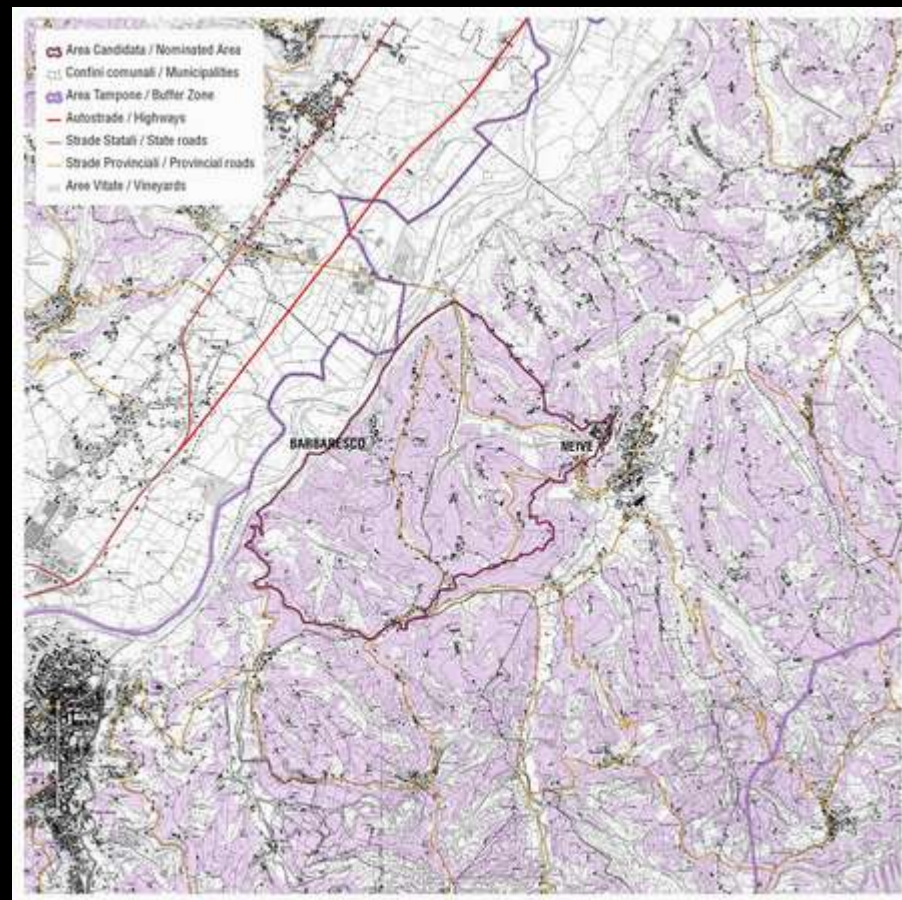 Area Candidata / Nominated Area
Confini comunali / Municipalites
Area Tampone / Buffer Zone
Autostrade / Highways
Strade Statali / State roads
Strade Provinciali / Provincial roads
Aree Vitate / Vineyards
BARBARESCO
NEIVE